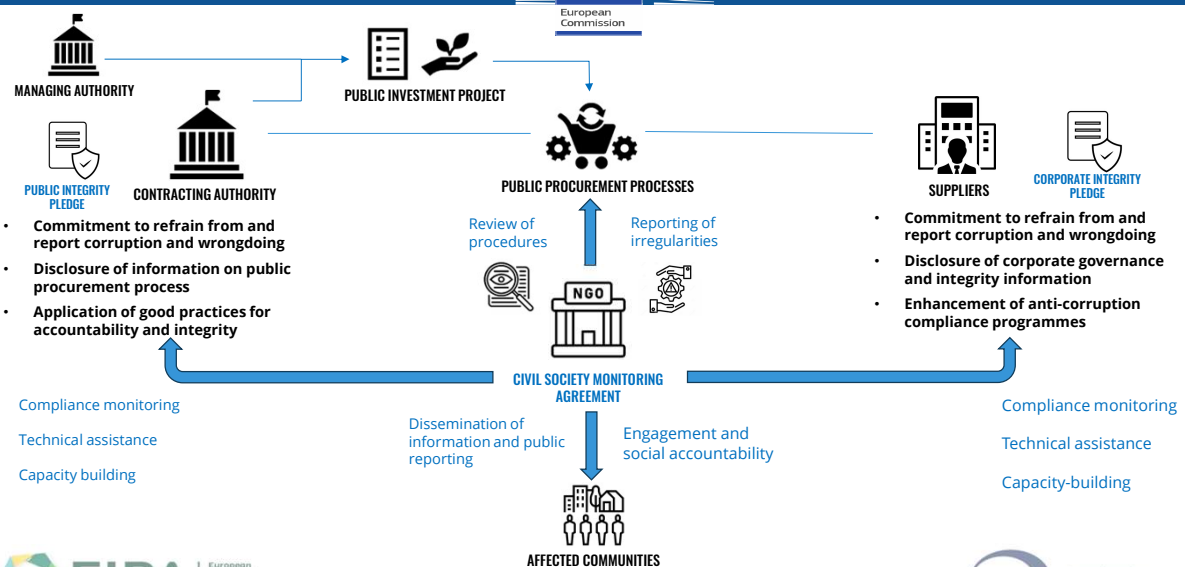 European
Commission
MANAGING AUTHORITY
PUBLIC INVESTMENT PROJECT
PUBLIC INTEGRITY
PLEDGE
CONTRACTING AUTHORITY
PUBLIC PROCUREMENT PROCESSES
SUPPLIERS
CORPORATE INTEGRITY
PLEDGE
• Commitment to refrain from and
report corruption and wrongdoing
• Disclosure of information on public
procurement process
• Application of good practices for
accountability and integrity
Review of
procedures
Reporting of
irregularities
NGO
• Commitment to refrain from and
report corruption and wrongdoing
• Disclosure of corporate governance
and integrity information
• Enhancement of anti-corruption
compliance programmes
CIVIL SOCIETY MONITORING
AGREEMENT
Compliance monitoring
Technical assistance
Capacity building
Dissemination of
information and public
reporting
Engagement and
social accountability
Compliance monitoring
Technical assistance
Capacity-building
AFFECTED COMMUNITIES
European